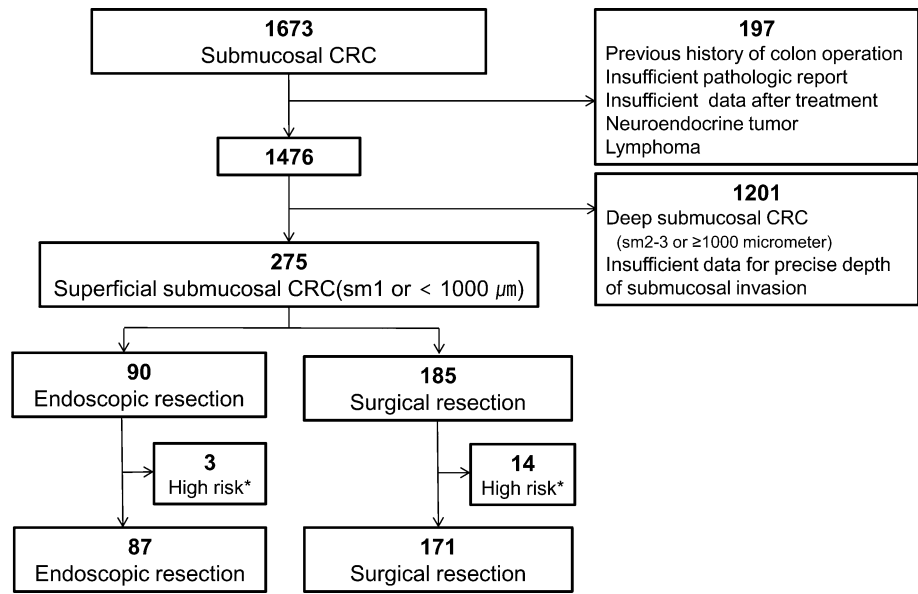 1673
Submucosal CRC
197
Previous history of colon operation
Insufficient pathologic report
Insufficient data after treatment
Neuroendocrine tumor
Lymphoma
1476
1201
Deep submucosal CRC
(sm2-3 or ≥1000 micrometer)
Insufficient data for precise depth
of submucosal invasion
275
Superficial submucosal CRC(sm1 or < 1000 ㎛)
90
Endoscopic resection
185
Surgical resection
3
High risk*
14
High risk*
87
Endoscopic resection
171
Surgical resection